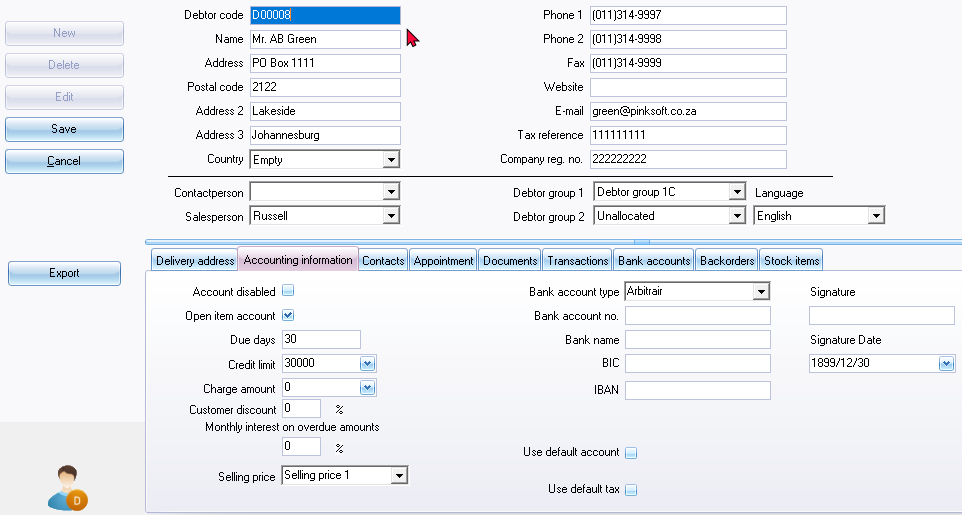 New
Delete
Edit
Save
Cancel
Export
Debtor code D00008 Phone 1 (011)314-9997
Name Mr. AB Green Phone 2 (011)314-9998
Address PO Box 1111 Fax (011)314-9999
Postal code 2122 Website
Address 2 Lakeside E-mail green@pinksoft.co.za
Address 3 Johannesburg Tax reference 111111111
Country Empty Company reg. no. 222222222
Contactperson Debtor group 1 Debtor group 1C Language
Salesperson Russell Debtor group 2 Unallocated English
Delivery address Accounting information Contacts Appointment Documents Transactions Bank accounts Backorders Stock items
Account disabled Bank account type Arbitrair Signature
Open item account Bank account no.
Due days 30 Bank name Signature Date
Credit limit 30000 BIC 1899/12/30
Charge amount 0 IBAN
Customer discount 0 %
Monthly interest on overdue amounts
0 % Use default account
Selling price Selling price 1 Use default tax
D